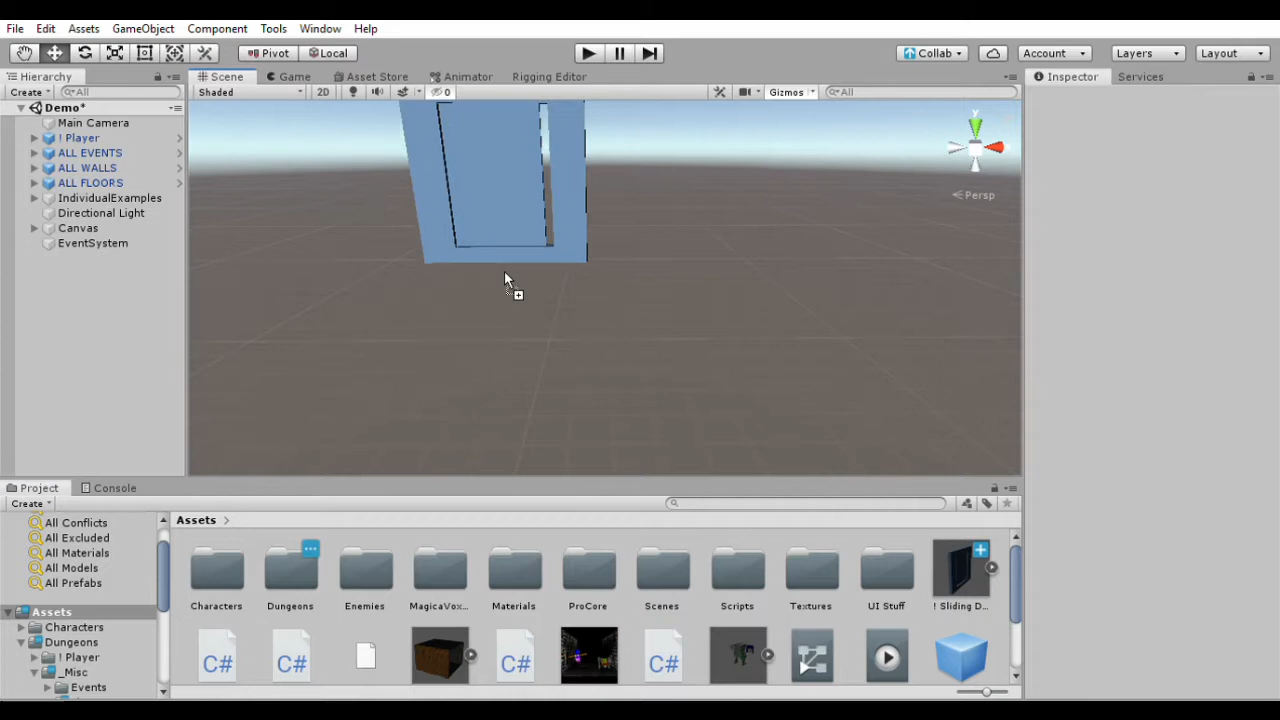 File Edit Assets GameObject Component Tools Window Help
Pivot Local Collab Account Layers Layout
Hierarchy Scene Game Asset Store Animator Rigging Editor Inspector Services
Create All Shaded 2D 0 Gizmos All
Demo*
Main Camera
! Player
ALL EVENTS
ALL WALLS
ALL FLOORS
IndividualExamples
Directional Light
Canvas
EventSystem
y
Persp
Project Console
Create
All Conflicts
All Excluded
All Materials
All Models
All Prefabs
Assets
Characters
Dungeons
! Player
_Misc
Events
Assets
Characters Dungeons Enemies MagicaVox... Materials ProCore Scenes Scripts Textures UI Stuff ! Sliding D...
C# C# C# C#